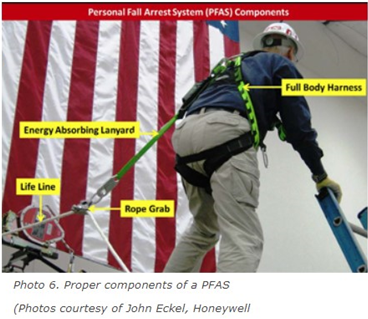 Personal Fall Arrest System (PFAS) Components
Full Body Harness
Energy Absorbing Lanyard
Life Line
Rope Grab
Photo 6. Proper components of a PFAS
(Photos courtesy of John Eckel, Honeywell